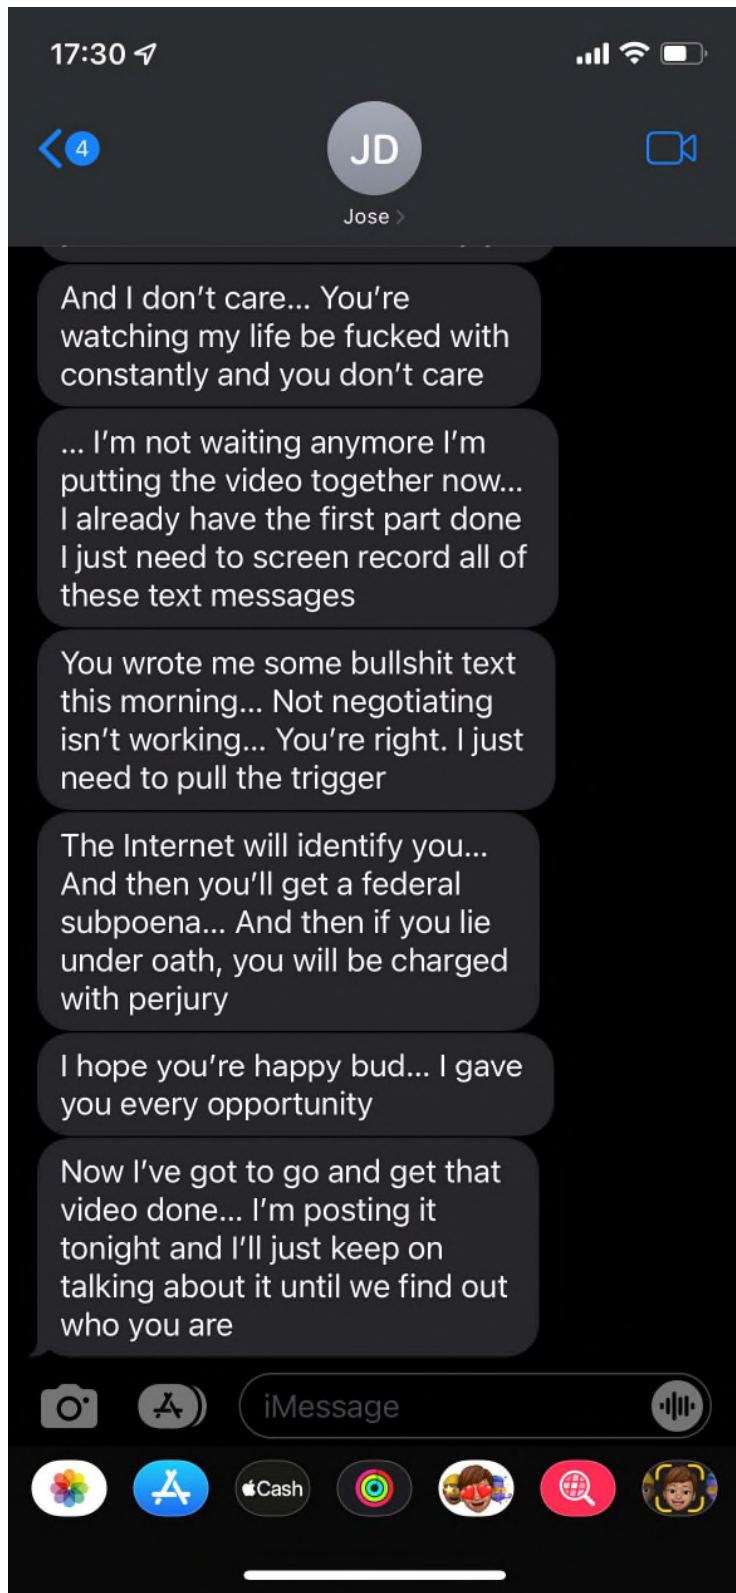 17:30
4
JD
Jose
And I don't care... You're
watching my life be fucked with
constantly and you don't care
... I'm not waiting anymore I'm
putting the video together now...
I already have the first part done
I just need to screen record all of
these text messages
You wrote me some bullshit text
this morning... Not negotiating
isn't working... You're right. I just
need to pull the trigger
The Internet will identify you...
And then you'll get a federal
subpoena... And then if you lie
under oath, you will be charged
with perjury
I hope you're happy bud... I gave
you every opportunity
Now I've got to go and get that
video done... I'm posting it
tonight and I'll just keep on
talking about it until we find out
who you are
iMessage
Cash